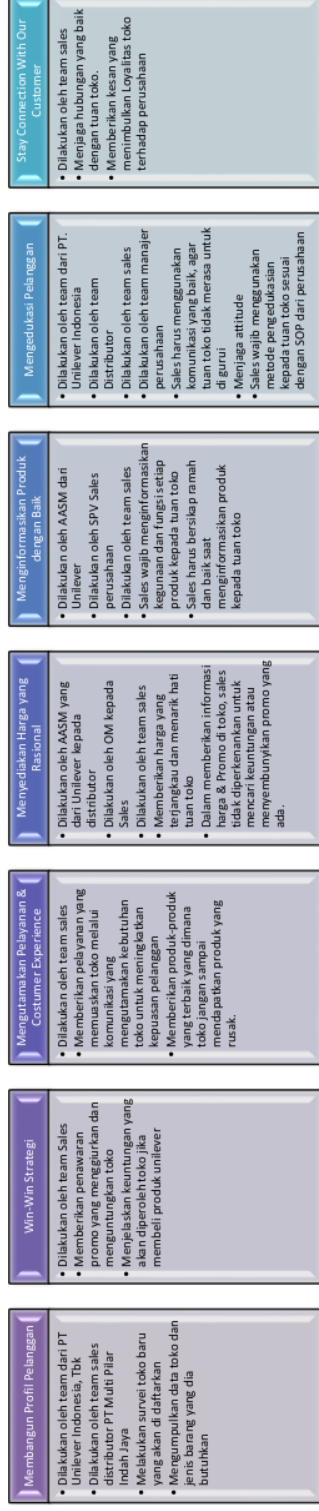 Membangun Profil Pelanggan
• Dilakukan oleh team dari PT
Unilever Indonesia, Tbk
• Dilakukan oleh team sales
distributor PT Multi Pilar
Indah Jaya
• Melakukan survei toko baru
yang akan di daftarkan
• Mengumpulkan data toko dan
jenis barang yang dia
butuhkan
Win-Win Strategi
• Dilakukan oleh team Sales
• Memberikan penawaran
promo yang menggiurkan dan
menguntungkan toko
• Menjelaskan keuntungan yang
akan diperoleh toko jika
membeli produk unilever
Mengutamakan Pelayanan &
Costumer Experience
• Dilakukan oleh team sales
• Memberikan pelayanan yang
memuaskan toko melalui
komunikasi yang
mengutamakan kebutuhan
toko untuk meningkatkan
kepuasan pelanggan
• Memberikan produk-produk
yang terbaik yang dimana
toko jangan sampai
mendapatkan produk yang
rusak.
Menyediakan Harga yang
Rasional
• Dilakukan oleh AASM yang
dari Unilever kepada
distributor
• Dilakukan oleh OM kepada
Sales
• Dilakukan oleh team sales
• Memberikan harga yang
terjangkau dan menarik hati
tuan toko
• Dalam memberikan informasi
harga & Promo di toko, sales
tidak diperkenankan untuk
mencari keuntungan atau
menyembunyikan promo yang
ada.
Menginformasikan Produk
dengan Baik
• Dilakukan oleh AASM dari
Unilever
• Dilakukan oleh SPV Sales
perusahaan
• Dilakukan oleh team sales
• Sales wajib menginformasikan
kegunaan dan fungsi setiap
produk kepada tuan toko
• Sales harus bersikap ramah
dan baik saat
menginformasikan produk
kepada tuan toko
Mengedukasi Pelanggan
• Dilakukan oleh team dari PT.
Unilever Indonesia
• Dilakukan oleh team
Distributor
• Dilakukan oleh team sales
• Dilakukan oleh team manajer
perusahaan
• Sales harus menggunakan
komunikasi yang baik, agar
tuan toko tidak merasa untuk
di gurui
• Menjaga attitude
• Sales wajib menggunakan
metode pengedukasian
kepada tuan toko sesuai
dengan SOP dari perusahaan
Stay Connection With Our
Customer
• Dilakukan oleh team sales
• Menjaga hubungan yang baik
dengan tuan toko.
• Memberikan kesan yang
menimbulkan Loyalitas toko
terhadap perusahaan